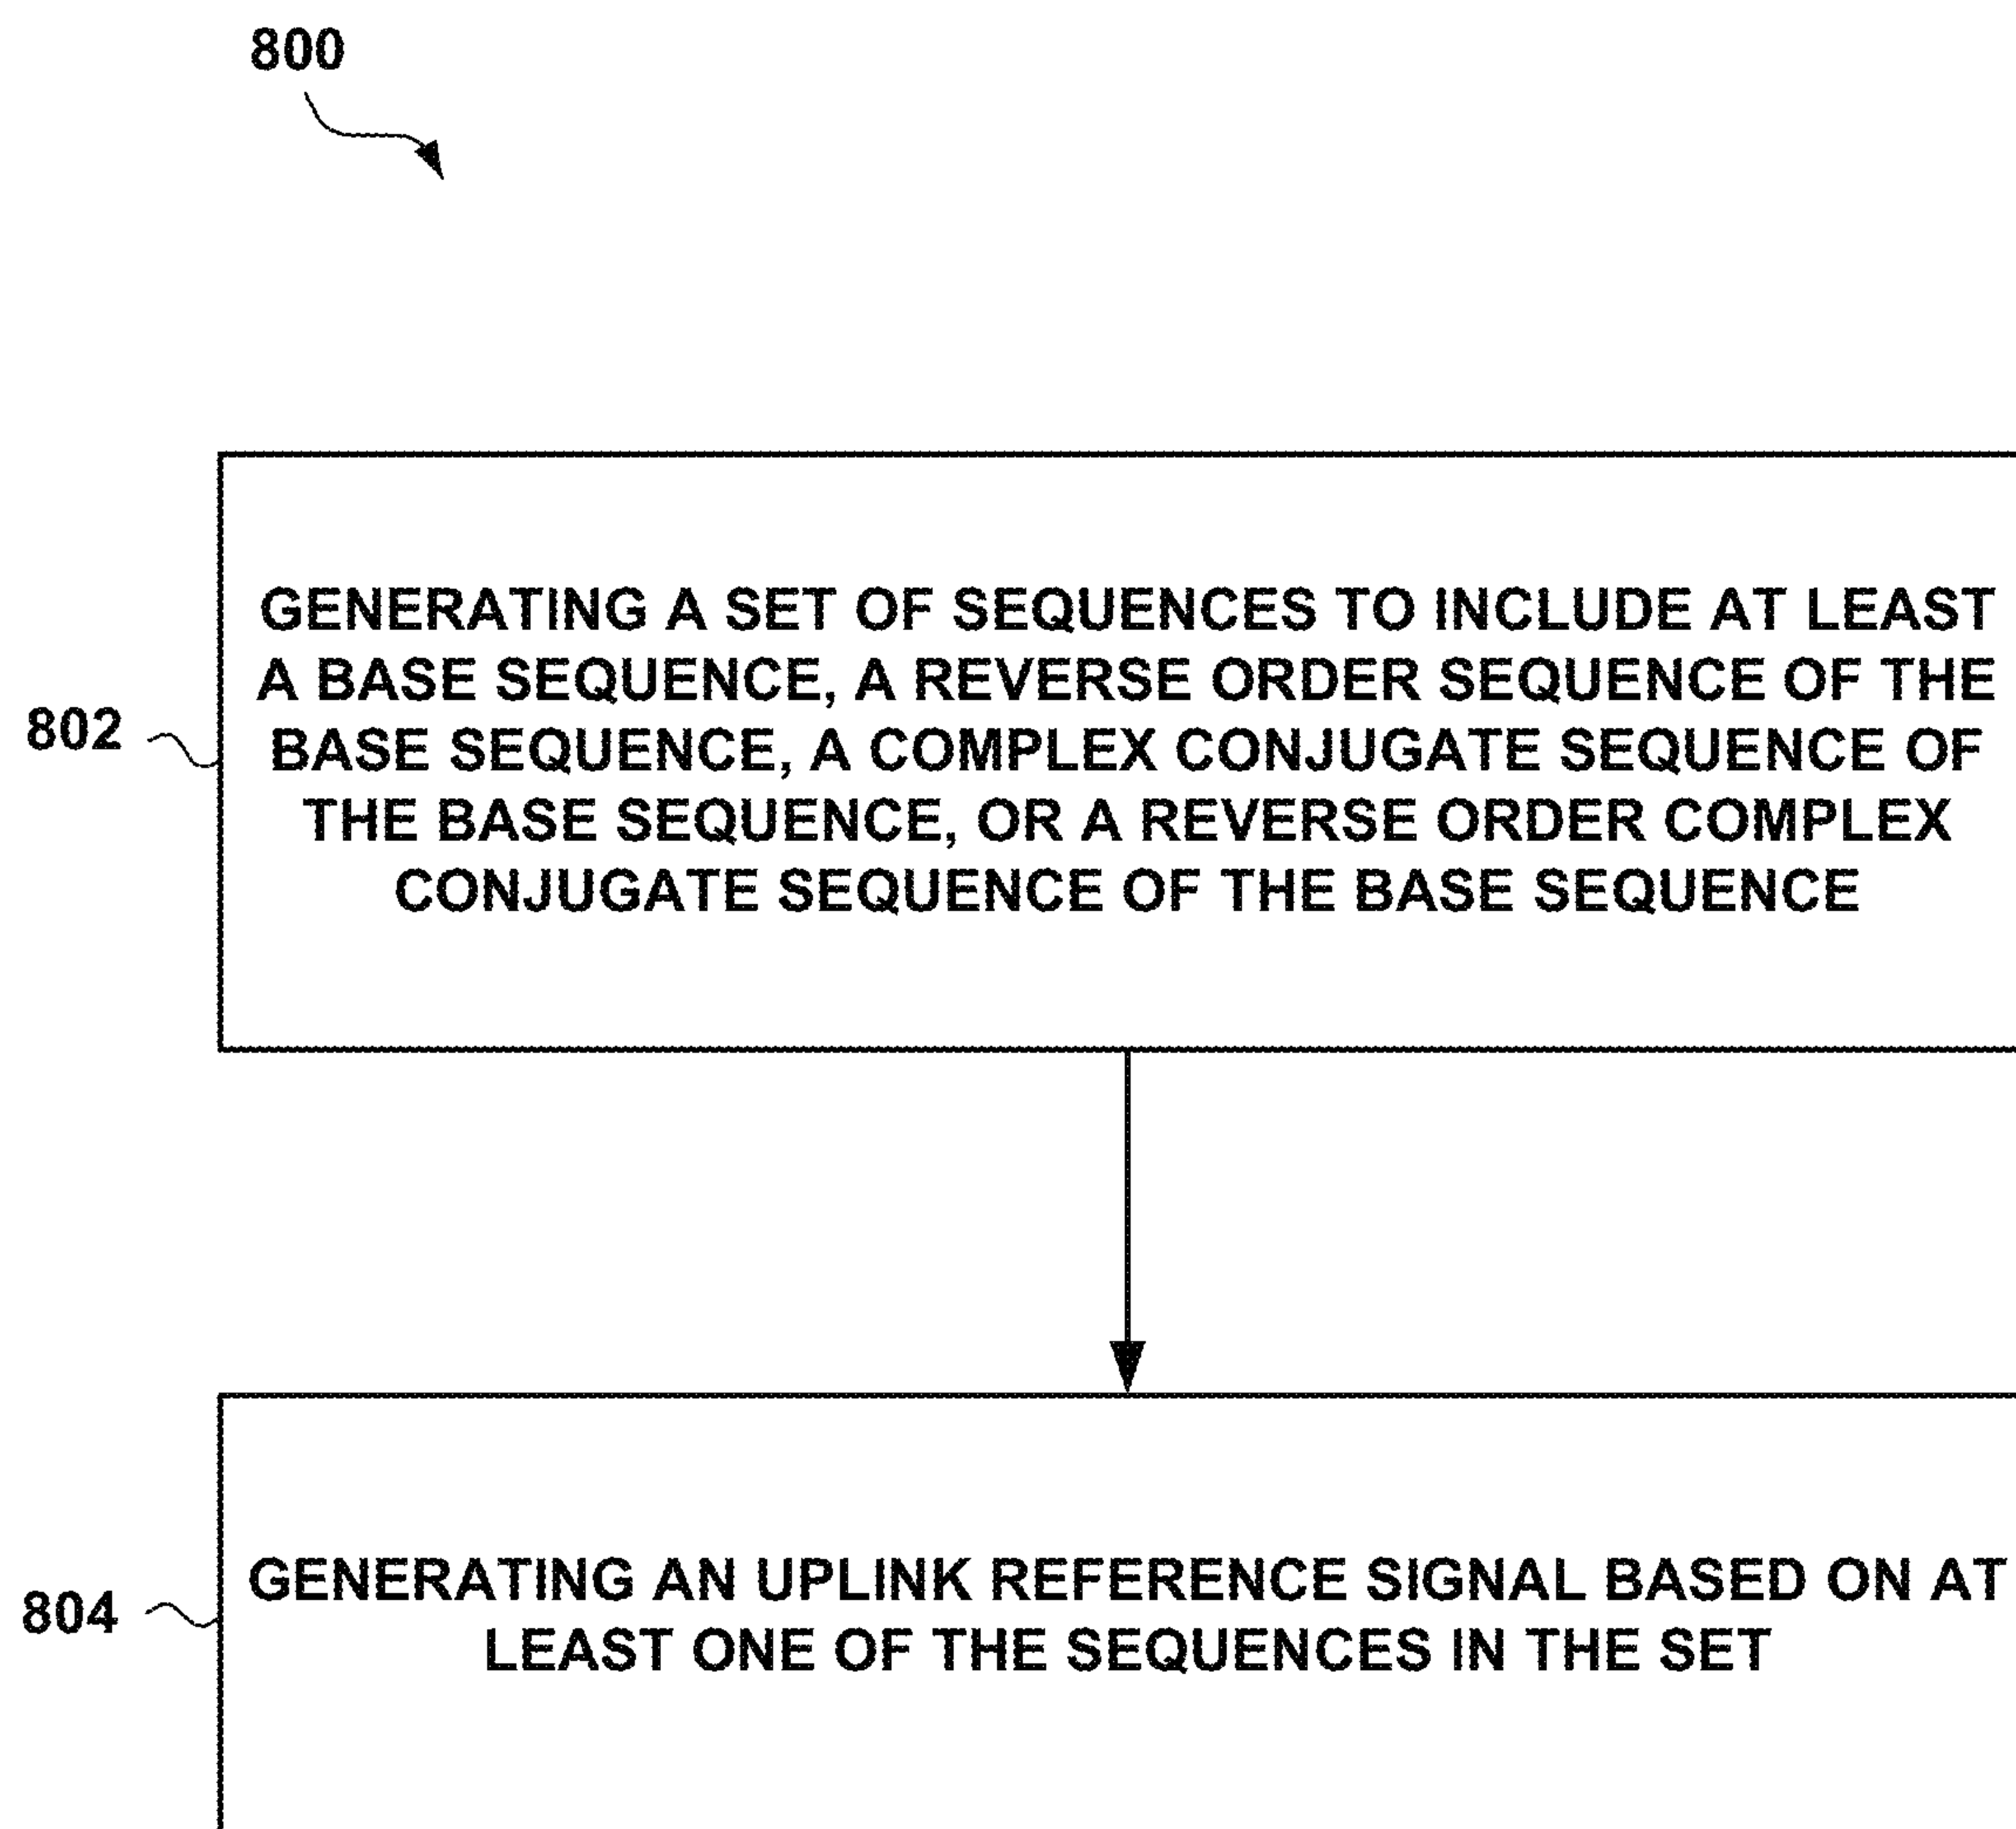 800
802
GENERATING A SET OF SEQUENCES TO INCLUDE AT LEAST
A BASE SEQUENCE, A REVERSE ORDER SEQUENCE OF THE
BASE SEQUENCE, A COMPLEX CONJUGATE SEQUENCE OF
THE BASE SEQUENCE, OR A REVERSE ORDER COMPLEX
CONJUGATE SEQUENCE OF THE BASE SEQUENCE
804
GENERATING AN UPLINK REFERENCE SIGNAL BASED ON AT
LEAST ONE OF THE SEQUENCES IN THE SET